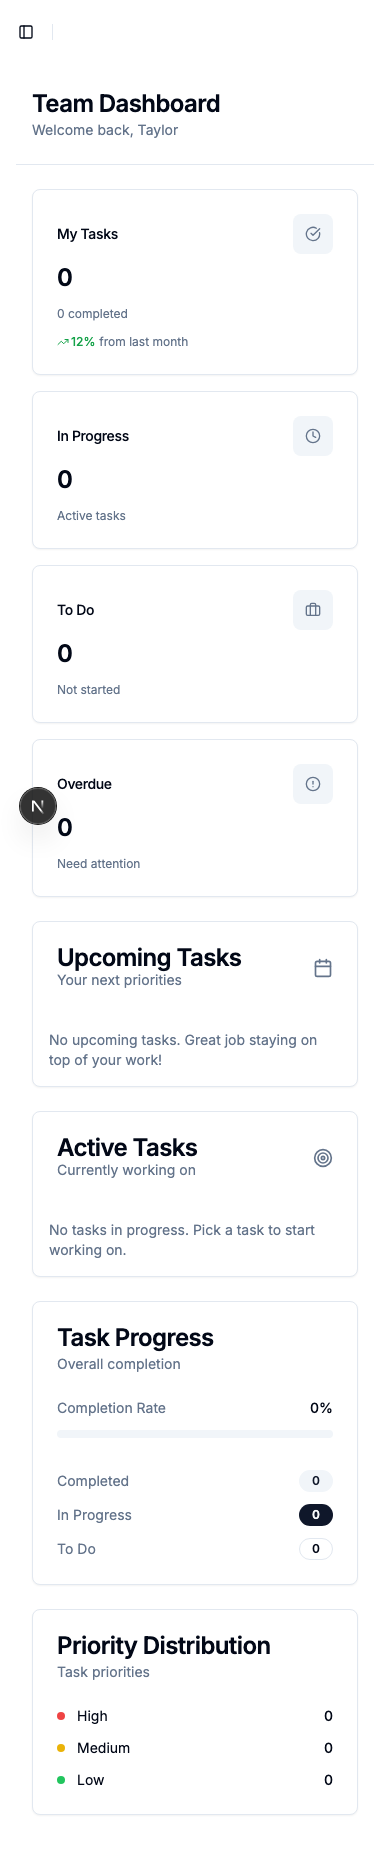 Team Dashboard
Welcome back, Taylor
My Tasks
0
0 completed
12% from last month
In Progress
0
Active tasks
To Do
0
Not started
Overdue
N
0
Need attention
Upcoming Tasks
Your next priorities
No upcoming tasks. Great job staying on
top of your work!
Active Tasks
Currently working on
No tasks in progress. Pick a task to start
working on.
Task Progress
Overall completion
Completion Rate 0%
Completed 0
In Progress 0
To Do 0
Priority Distribution
Task priorities
High 0
Medium 0
Low 0